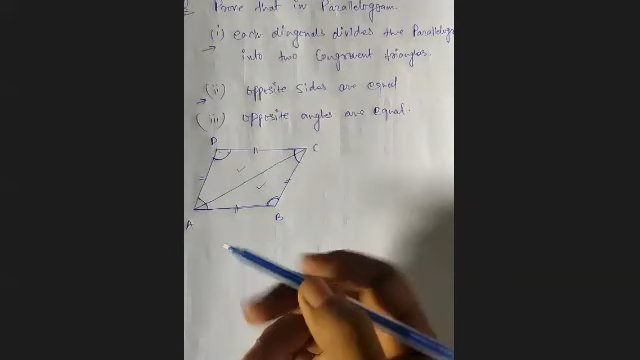 Prove that in Parallelogram.
(i) each diagonals divides the Parallelogr
into two Congruent triangles.
(ii) opposite sides are equal
(iii) opposite angles are equal.
D
C
A
B